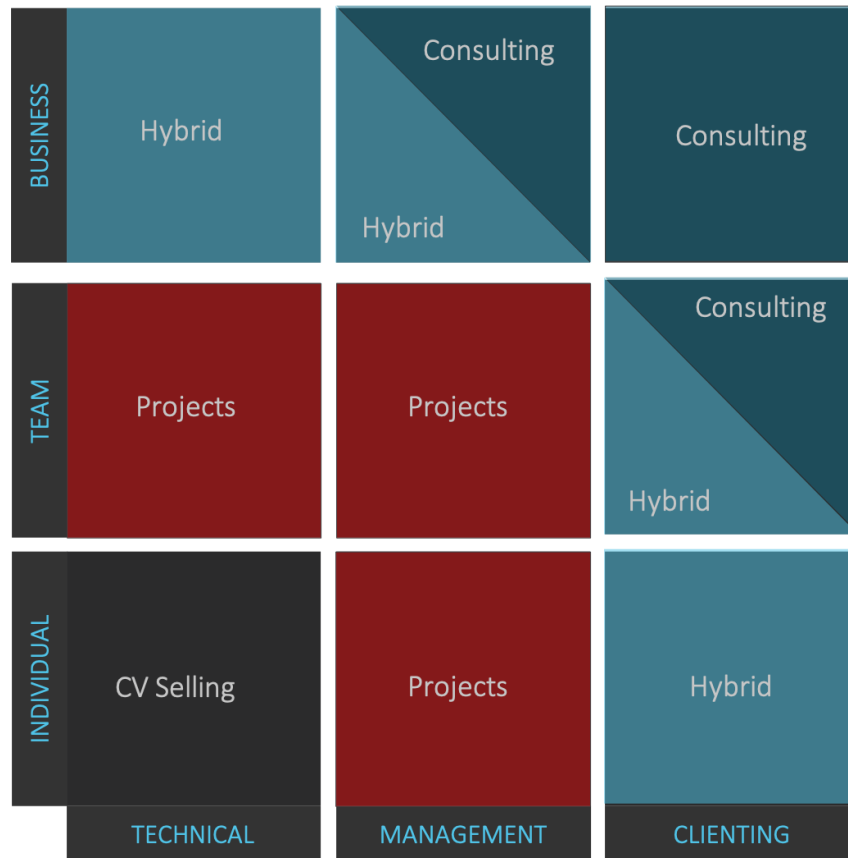 BUSINESS
Hybrid
Consulting
Hybrid
Consulting
TEAM
Projects
Projects
Consulting
Hybrid
INDIVIDUAL
CV Selling
Projects
Hybrid
TECHNICAL
MANAGEMENT
CLIENTING